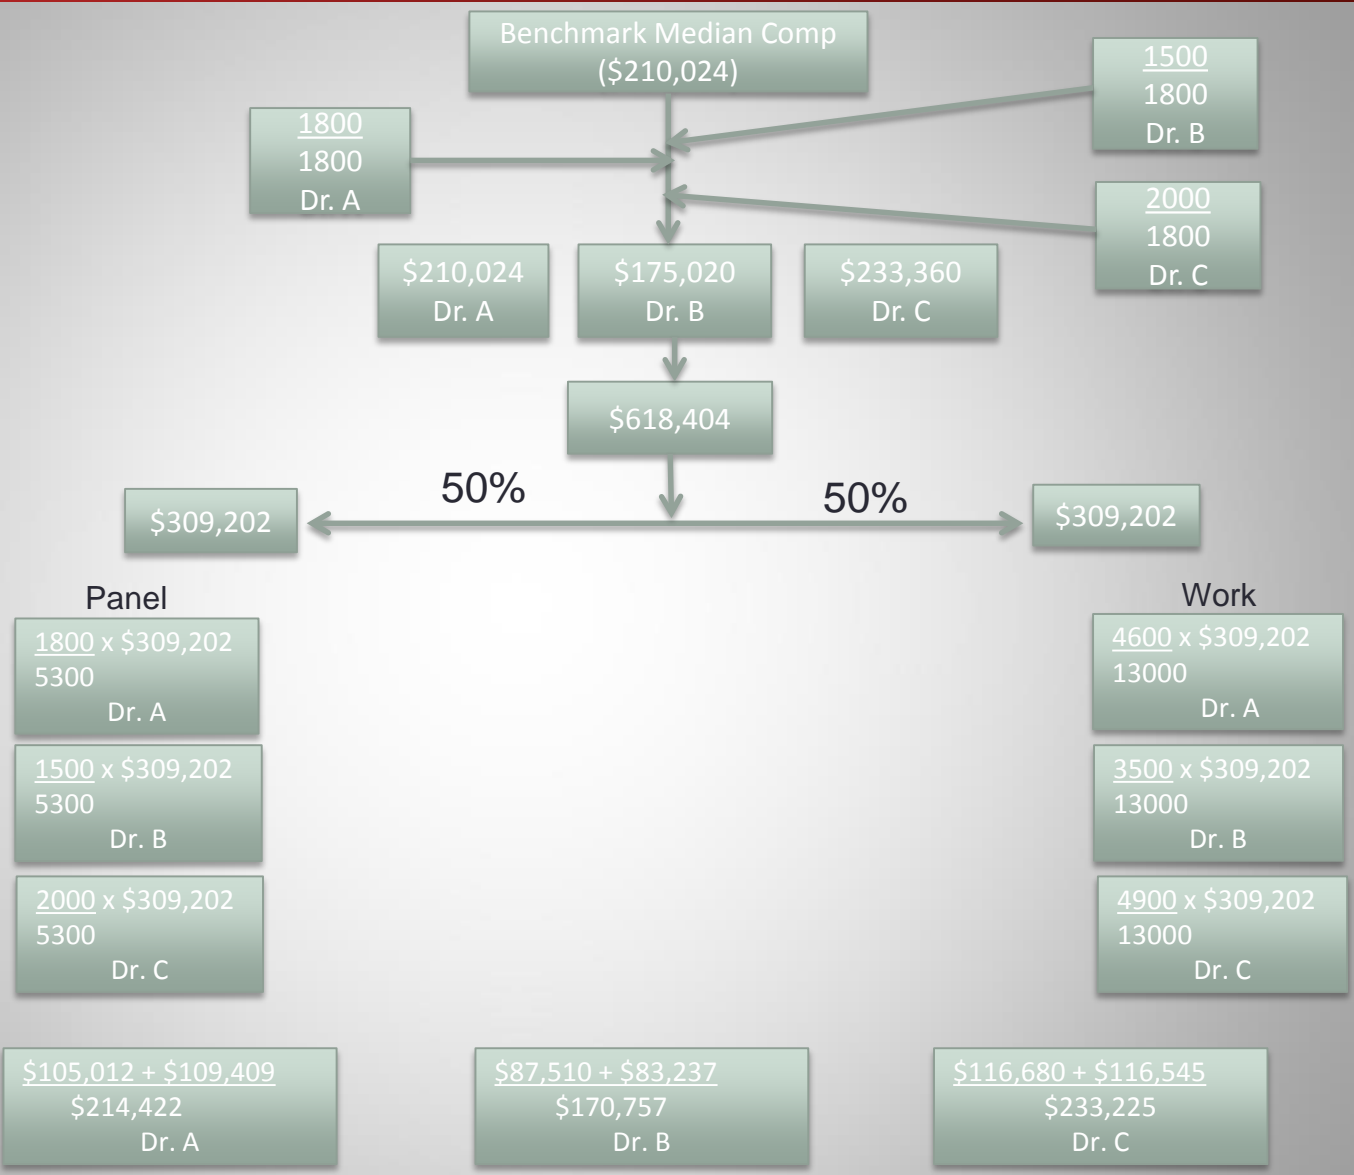 Benchmark Median Comp
($210,024)
1800
1800
Dr. A
1500
1800
Dr. B
2000
1800
Dr. C
$210,024
Dr. A
$175,020
Dr. B
$233,360
Dr. C
$618,404
50%
50%
$309,202
$309,202
Panel
1800 x $309,202
5300
Dr. A
1500 x $309,202
5300
Dr. B
2000 x $309,202
5300
Dr. C
Work
4600 x $309,202
13000
Dr. A
3500 x $309,202
13000
Dr. B
4900 x $309,202
13000
Dr. C
$105,012 + $109,409
$214,422
Dr. A
$87,510 + $83,237
$170,757
Dr. B
$116,680 + $116,545
$233,225
Dr. C